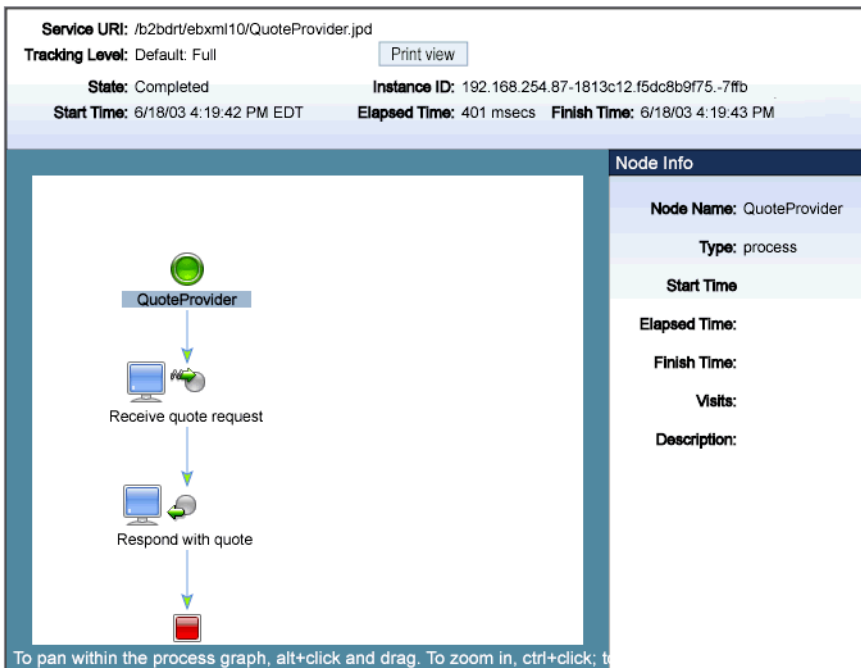 Service URI: /b2bdrt/ebxml10/QuoteProvider.jpd
Tracking Level: Default: Full
Print view
State: Completed Instance ID: 192.168.254.87-1813c12.f5dc8b9f75.-7ffb
Start Time: 6/18/03 4:19:42 PM EDT Elapsed Time: 401 msecs Finish Time: 6/18/03 4:19:43 PM
Node Info
Node Name: QuoteProvider
Type: process
Start Time
Elapsed Time:
Finish Time:
Visits:
Description:
QuoteProvider
Receive quote request
Respond with quote
To pan within the process graph, alt+click and drag. To zoom in, ctrl+click;